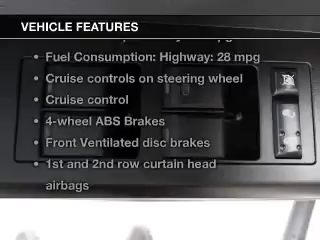 VEHICLE FEATURES
• Fuel Consumption: Highway: 28 mpg
• Cruise controls on steering wheel
• Cruise control
• 4-wheel ABS Brakes
• Front Ventilated disc brakes
• 1st and 2nd row curtain head
airbags